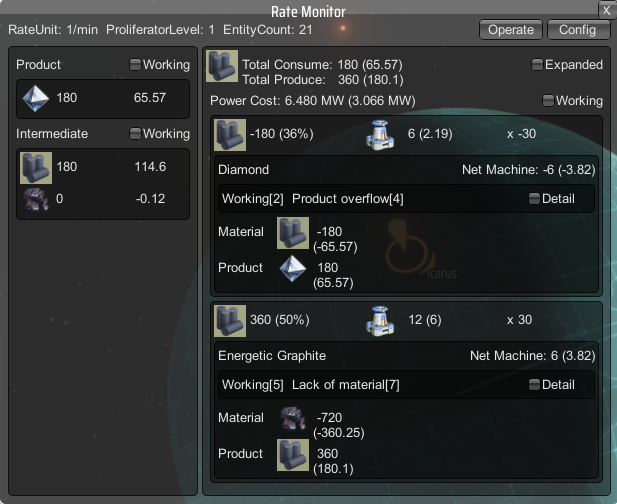 Rate Monitor
X
RateUnit: 1/min ProliferatorLevel: 1 EntityCount: 21
Operate
Config
Product
Working
180
65.57
Intermediate
Working
180
114.6
0
-0.12
Total Consume: 180 (65.57)
Expanded
Total Produce: 360 (180.1)
Power Cost: 6.480 MW (3.066 MW)
Working
-180 (36%)
6 (2.19)
x -30
Diamond
Net Machine: -6 (-3.82)
Working[2] Product overflow[4]
Detail
Material
-180
(-65.57)
Product
180
(65.57)
Icarus
360 (50%)
12 (6)
x 30
Energetic Graphite
Net Machine: 6 (3.82)
Working[5] Lack of material[7]
Detail
Material
-720
(-360.25)
Product
360
(180.1)